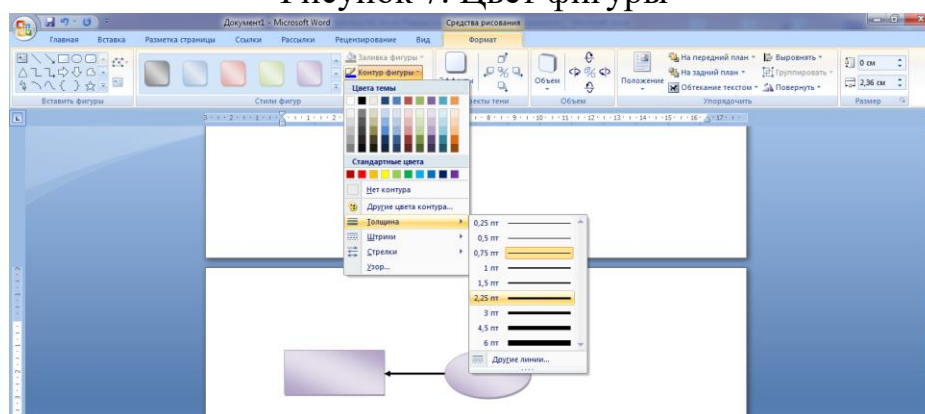 Рисунок 7. Цвет фигуры
Документ1 - Microsoft Word
Средства рисования
Главная Вставка Разметка страницы Ссылки Рассылки Рецензирование Вид Формат
Заливка фигуры
Контур фигуры
Объем
Положение
На передний план
На задний план
Обтекание текстом
Выровнять
Группировать
Повернуть
0 см
2,36 см
Вставить фигуры
Стили фигур
Объем
Упорядочить
Размер
Цвета темы
Стандартные цвета
Нет контура
Другие цвета контура...
Толщина
Штрихи
Стрелки
Узор...
0,25 пт
0,5 пт
0,75 пт
1 пт
1,5 пт
2,25 пт
3 пт
4,5 пт
6 пт
Другие линии...